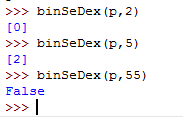 >>> binSeDex(p,2)
[0]
>>> binSeDex(p,5)
[2]
>>> binSeDex(p,55)
False
>>>